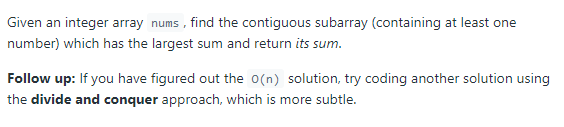 Given an integer array nums , find the contiguous subarray (containing at least one
number) which has the largest sum and return its sum.
Follow up: If you have figured out the O(n) solution, try coding another solution using
the divide and conquer approach, which is more subtle.